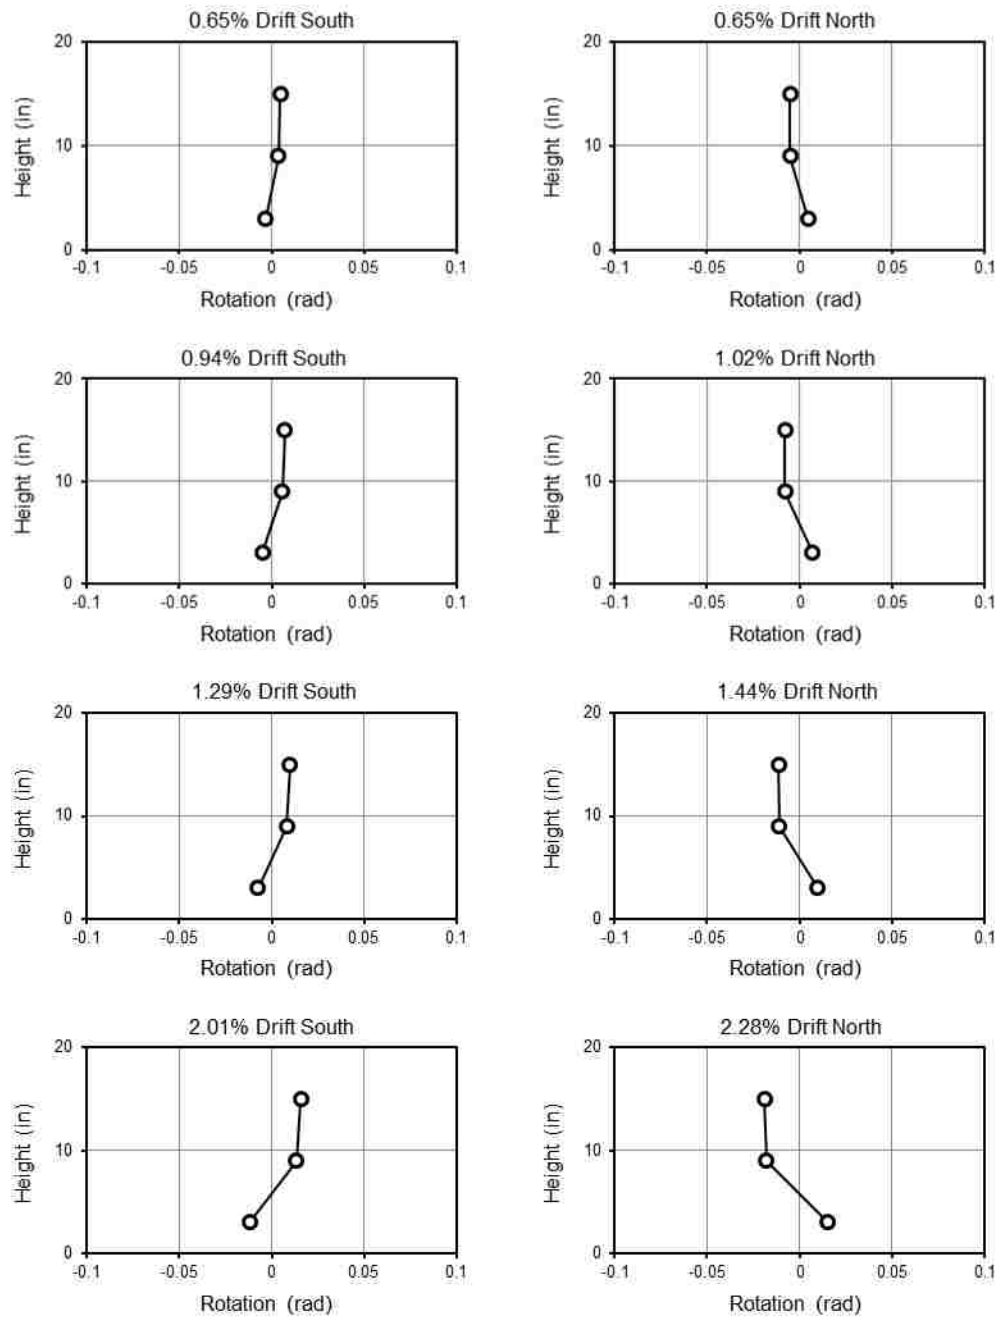 0.65% Drift South
20
10
0
Height (in)
-0.1 -0.05 0 0.05 0.1
Rotation (rad)
0.65% Drift North
20
10
0
Height (in)
-0.1 -0.05 0 0.05 0.1
Rotation (rad)
0.94% Drift South
20
10
0
Height (in)
-0.1 -0.05 0 0.05 0.1
Rotation (rad)
1.02% Drift North
20
10
0
Height (in)
-0.1 -0.05 0 0.05 0.1
Rotation (rad)
1.29% Drift South
20
10
0
Height (in)
-0.1 -0.05 0 0.05 0.1
Rotation (rad)
1.44% Drift North
20
10
0
Height (in)
-0.1 -0.05 0 0.05 0.1
Rotation (rad)
2.01% Drift South
20
10
0
Height (in)
-0.1 -0.05 0 0.05 0.1
Rotation (rad)
2.28% Drift North
20
10
0
Height (in)
-0.1 -0.05 0 0.05 0.1
Rotation (rad)